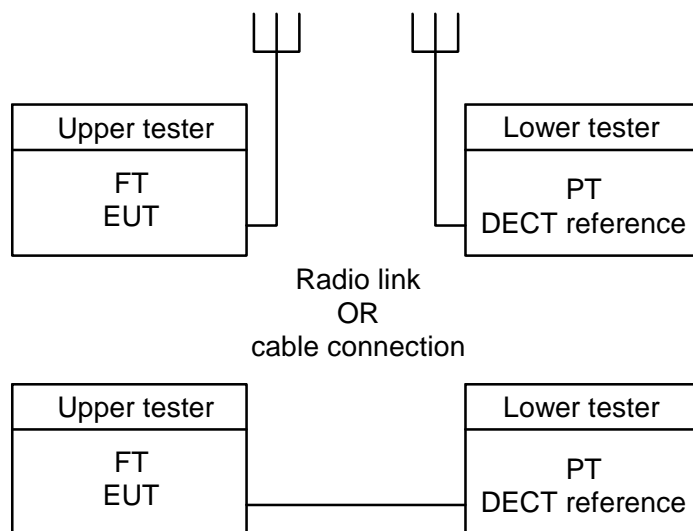 Upper tester
FT
EUT
Lower tester
PT
DECT reference
Radio link
OR
cable connection
Upper tester
FT
EUT
Lower tester
PT
DECT reference